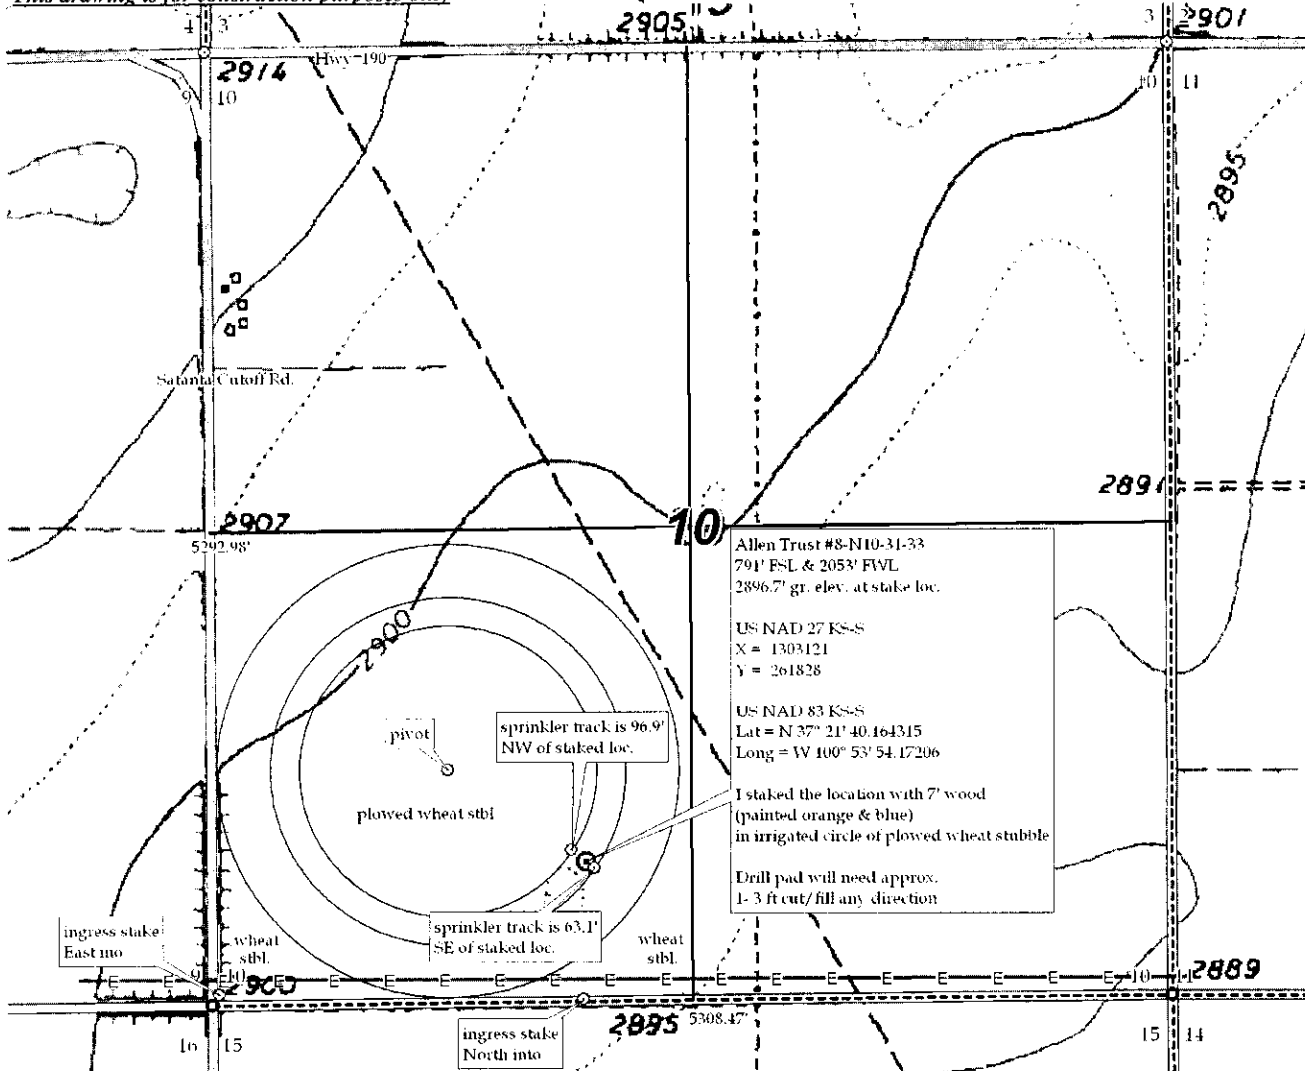 This drawing is for construction purposes only
4 3
2905
3 2
2901
Hwy 190
2914
9 10
10 11
2895
Satanta Cutoff Rd.
2891
2907
10
5292.98'
Allen Trust #8-N10-31-33
791' FSL & 2053' FWL
2896.7' gr. elev. at stake loc.
US NAD 27 KS-S
X = 1303121
Y = 261828
2900
US NAD 83 KS-S
Lat = N 37° 21' 40.164315
Long = W 100° 53' 54.17206
pivot
sprinkler track is 96.9'
NW of staked loc.
I staked the location with 7' wood
(painted orange & blue)
in irrigated circle of plowed wheat stubble
plowed wheat stbl
Drill pad will need approx.
1- 3 ft cut/fill any direction
sprinkler track is 63.1'
SE of staked loc.
ingress stake
East into
wheat
stbl.
wheat
stbl.
9 10
2900
E E E E E E E E E E E E E E E E E E
10 11
2889
2895
5308.47'
ingress stake
North into
16 15
15 14